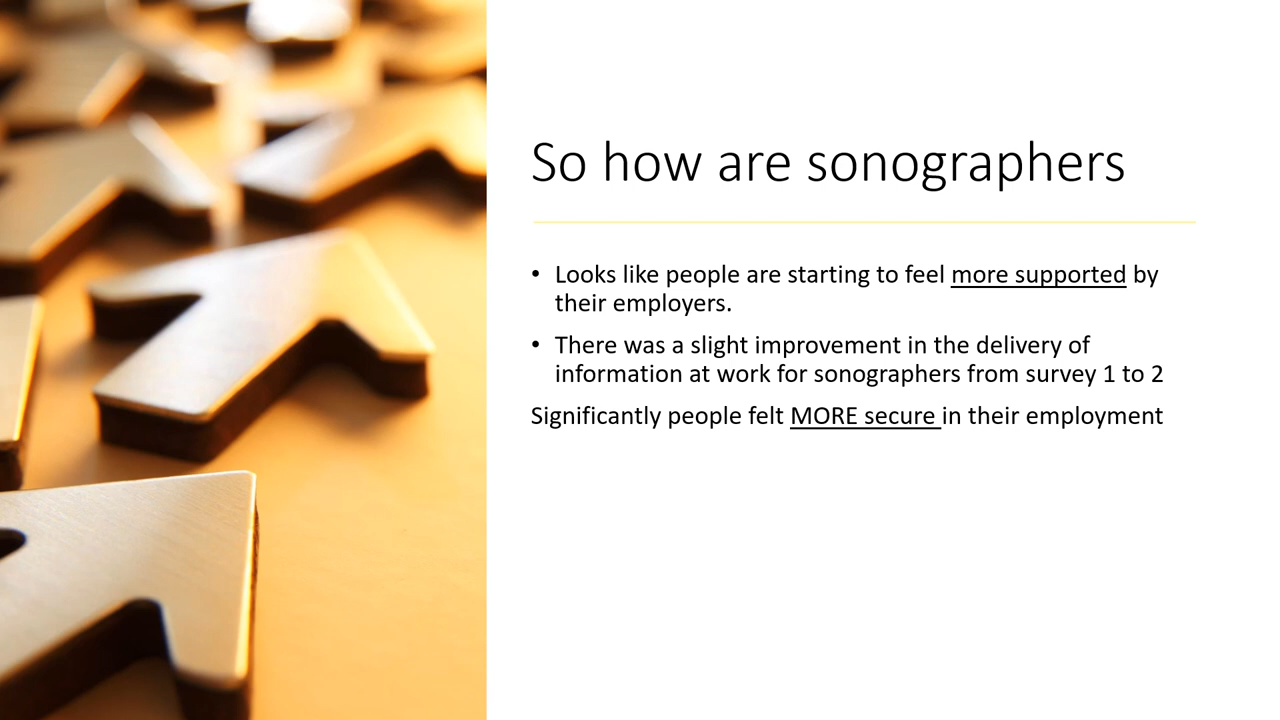 So how are sonographers
• Looks like people are starting to feel more supported by
their employers.
• There was a slight improvement in the delivery of
information at work for sonographers from survey 1 to 2
Significantly people felt MORE secure in their employment